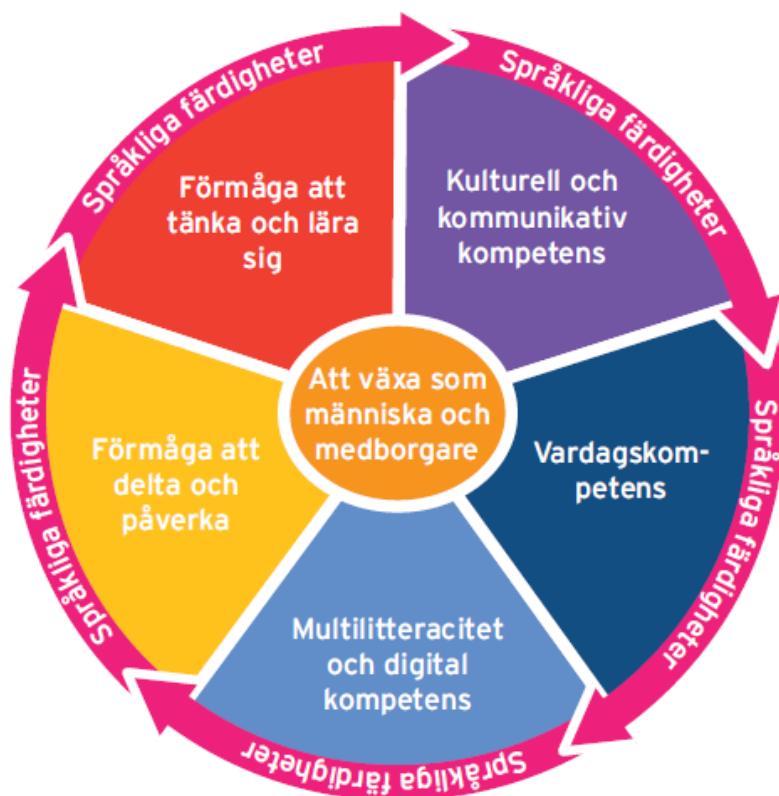 Språkliga färdigheter
Språkliga färdigheter
Förmåga att
tänka och lära
sig
Kulturell och
kommunikativ
kompetens
Att växa som
människa och
medborgare
Förmåga att
delta och
påverka
Vardagskom-
petens
Språkliga färdigheter
Språkliga färdigheter
Multilitteracitet
och digital
kompetens
Språkliga färdigheter